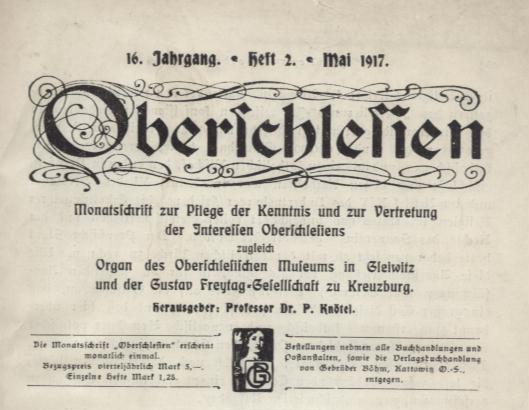 16. Jahrgang. • Heft 2. • Mai 1917.
Oberſchleſien
Monatsſchrift zur Pflege der Kenntnis und zur Vertretung
der Intereſſen Oberſchleſiens
zugleich
Organ des Oberſchleſiſchen Muſeums in Gleiwitz
und der Guſtav Freytag-Geſellſchaft zu Kreuzburg.
Herausgeber: Profeſſor Dr. P. Knötel.
Die Monatsſchrift „Oberſchleſien“ erſcheint
monatlich einmal.
Bezugspreis vierteljährlich Mark 3,—.
Einzelne Hefte Mark 1,25.
GB
Beſtellungen nehmen alle Buchhandlungen und
Poſtanſtalten, ſowie die Verlagsbuchhandlung
von Gebrüder Böhm, Kattowitz O.-S.,
entgegen.